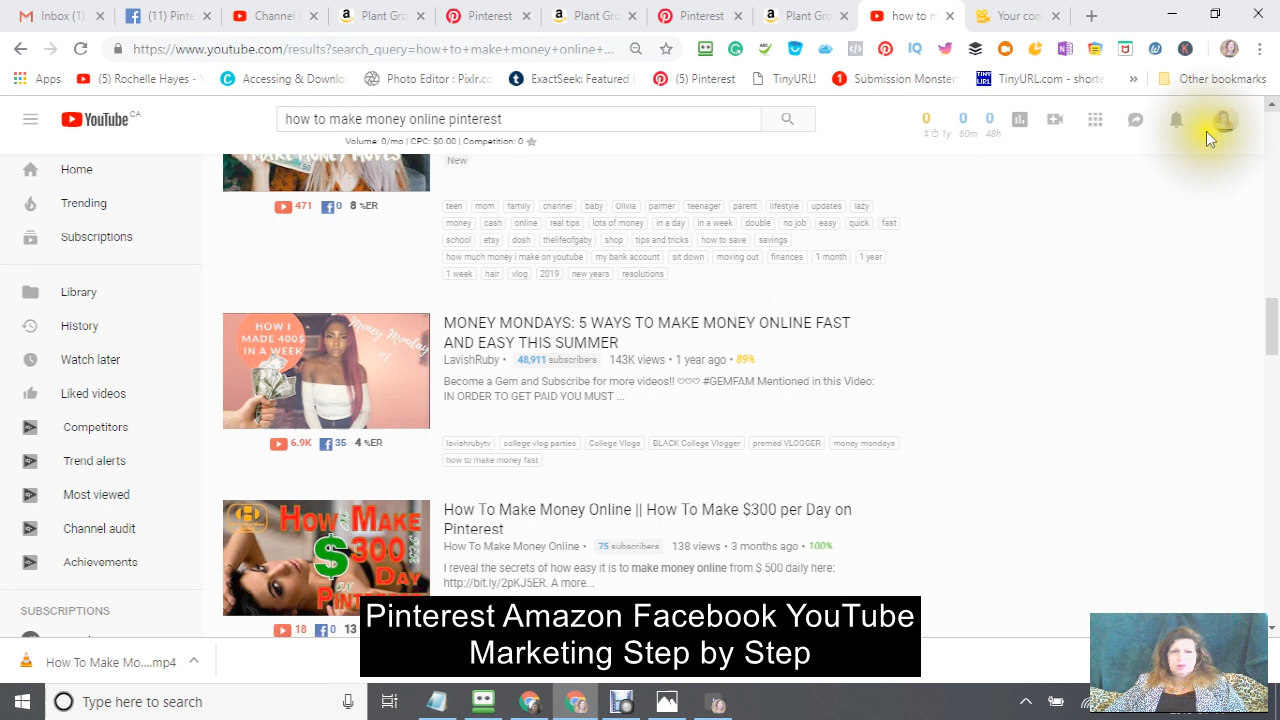 Inbox (
(11) Pint
Amazon Gro
Pinterest
Amazon Gro
Pinterest
Amazon Gro
how to m
Your con
https://www.youtube.com/results?search_query=how+to+make+money+online+...
Apps
(5) Rochelle Hayes -
Accessing & Downlo
Photo Editor: Pixlr.c
ExactSeek: Featured
(5) Pinterest
TinyURL!
Submission Monster
TinyURL.com - shorte
»
Other bookmarks
YouTube CA
how to make money online pinterest
0 0 0
$ 1y 60m 48h
Volume: 0/mo | CPC: $0.00 | Competition: 0
Home
New
Trending
471 0 8 %ER
teen mom family channel baby Olivia palmer teenager parent lifestyle updates lazy
money cash online real tips lots of money in a day in a week double no job easy quick fast
Subscriptions
school etsy dosh thelifeofgaby shop tips and tricks how to save savings
how much money i make on youtube my bank account sit down moving out finances 1 month 1 year
1 week hair vlog 2019 new years resolutions
Library
History
Watch later
Liked videos
Competitors
Trend alerts
Most viewed
Channel audit
Achievements
SUBSCRIPTIONS
HOW I
MADE 400$
IN A WEEK
Money Mondays
#1
MONEY MONDAYS: 5 WAYS TO MAKE MONEY ONLINE FAST
AND EASY THIS SUMMER
LavishRuby • 48,911 subscribers 143K views • 1 year ago • 89%
Become a Gem and Subscribe for more videos!! ♡♡♡ #GEMFAM Mentioned in this Video:
IN ORDER TO GET PAID YOU MUST ...
6.9K 35 4 %ER
lavishrubytv college vlog parties College Vlogs BLACK College Vlogger premed VLOGGER money mondays
how to make money fast
How To Make Money Online || How To Make $300 per Day on
Pinterest
How To Make Money Online • 75 subscribers 138 views • 3 months ago • 100%
I reveal the secrets of how easy it is to make money online from $ 500 daily here:
http://bit.ly/2pKJ5ER. A more...
18 0 13
Pinterest Amazon Facebook YouTube
Marketing Step by Step
How To Make Mo....mp4
Type here to search